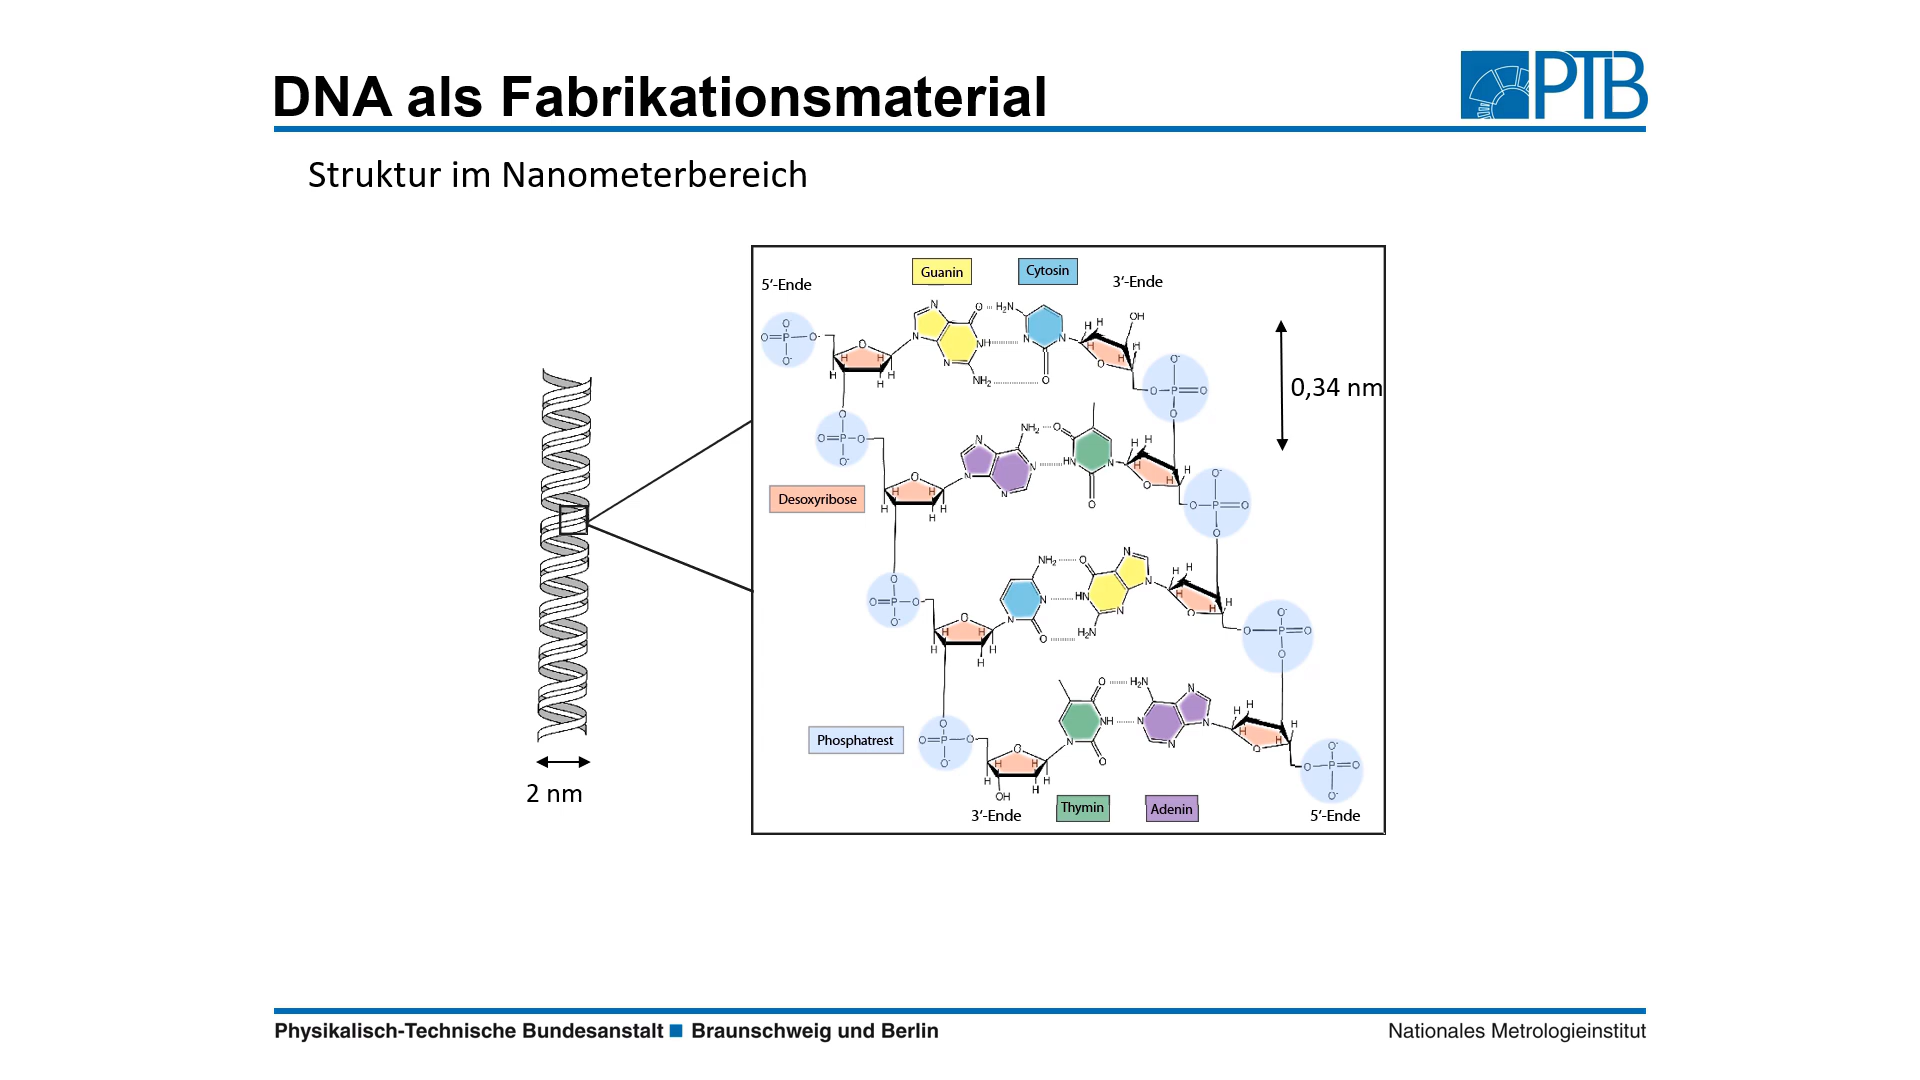 DNA als Fabrikationsmaterial
PTB
Struktur im Nanometerbereich
Guanin
Cytosin
5‘-Ende
3‘-Ende
0,34 nm
Desoxyribose
Phosphatrest
2 nm
Thymin
Adenin
3‘-Ende
5‘-Ende
Physikalisch-Technische Bundesanstalt ■ Braunschweig und Berlin
Nationales Metrologieinstitut